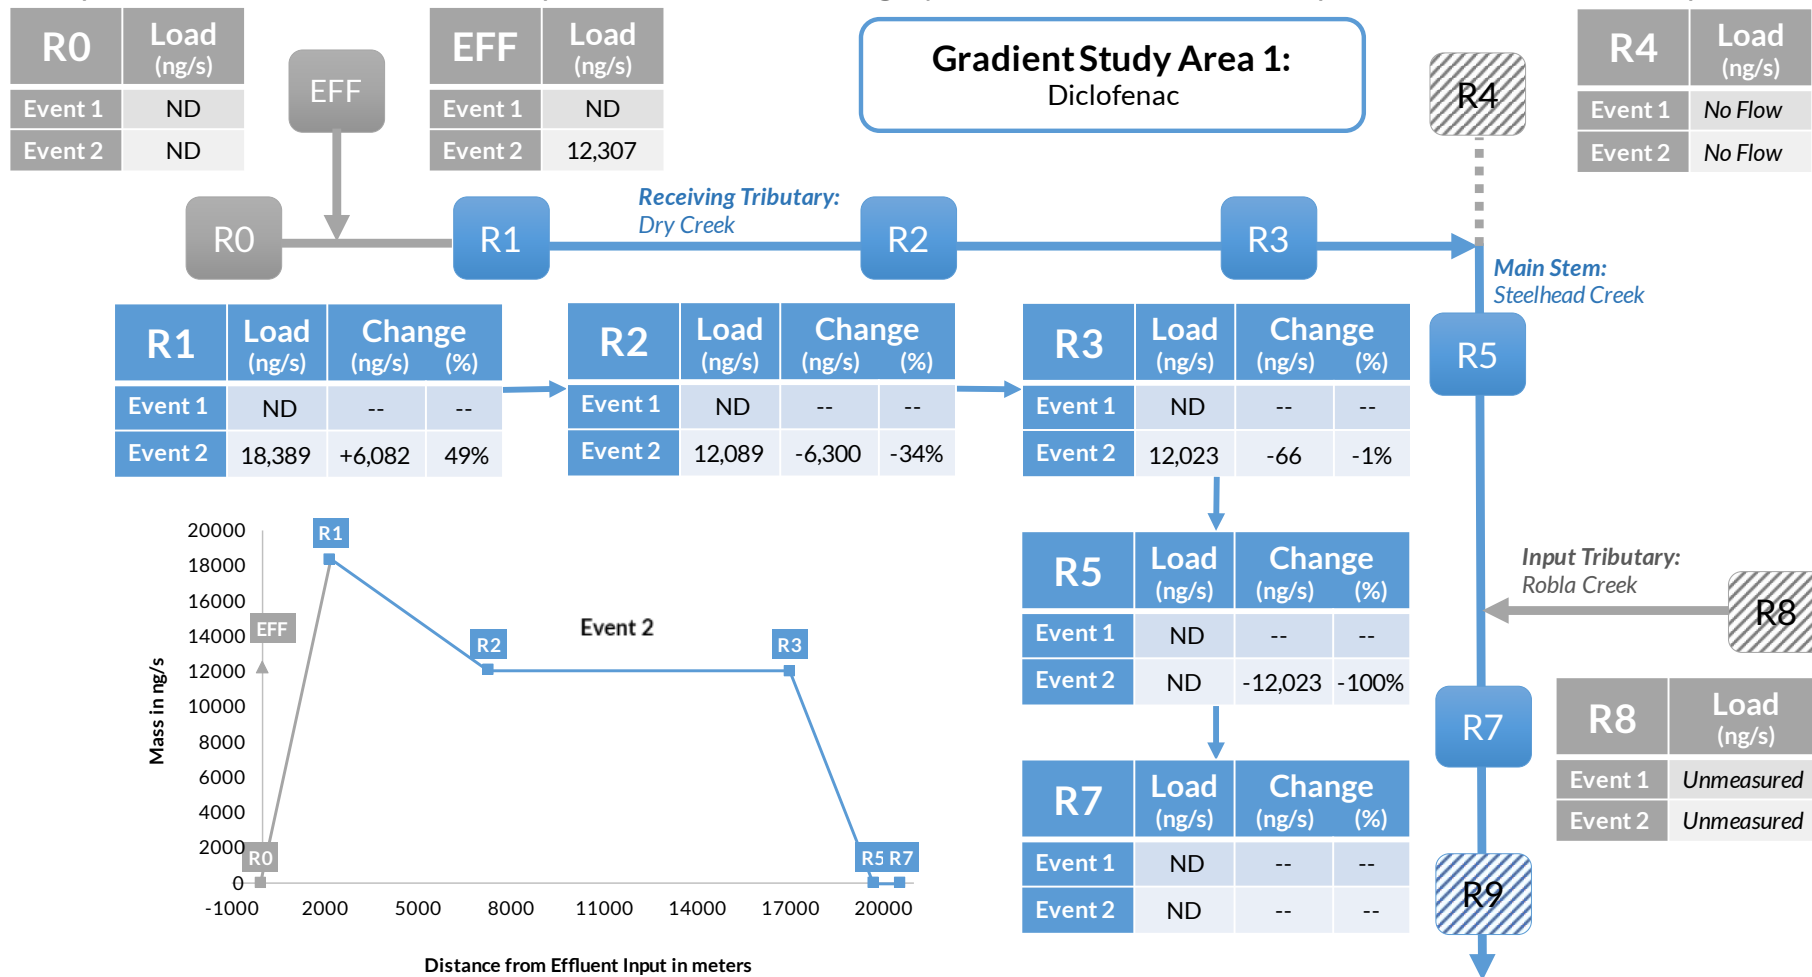 R0 Load (ng/s)
Event 1 ND
Event 2 ND
EFF
EFF Load (ng/s)
Event 1 ND
Event 2 12,307
Gradient Study Area 1:
Diclofenac
R4
R4 Load (ng/s)
Event 1 No Flow
Event 2 No Flow
R0
R1
Receiving Tributary:
Dry Creek
R2
R3
Main Stem:
Steelhead Creek
R5
R1 Load (ng/s) Change (ng/s) (%)
Event 1 ND -- --
Event 2 18,389 +6,082 49%
R2 Load (ng/s) Change (ng/s) (%)
Event 1 ND -- --
Event 2 12,089 -6,300 -34%
R3 Load (ng/s) Change (ng/s) (%)
Event 1 ND -- --
Event 2 12,023 -66 -1%
R5 Load (ng/s) Change (ng/s) (%)
Event 1 ND -- --
Event 2 ND -12,023 -100%
R7 Load (ng/s) Change (ng/s) (%)
Event 1 ND -- --
Event 2 ND -- --
Input Tributary:
Robla Creek
R8
R7
R8 Load (ng/s)
Event 1 Unmeasured
Event 2 Unmeasured
R9
Event 2
Mass in ng/s
20000
18000
16000
14000
12000
10000
8000
6000
4000
2000
0
R1
EFF
R2
R3
R0
R5 R7
-1000 2000 5000 8000 11000 14000 17000 20000
Distance from Effluent Input in meters